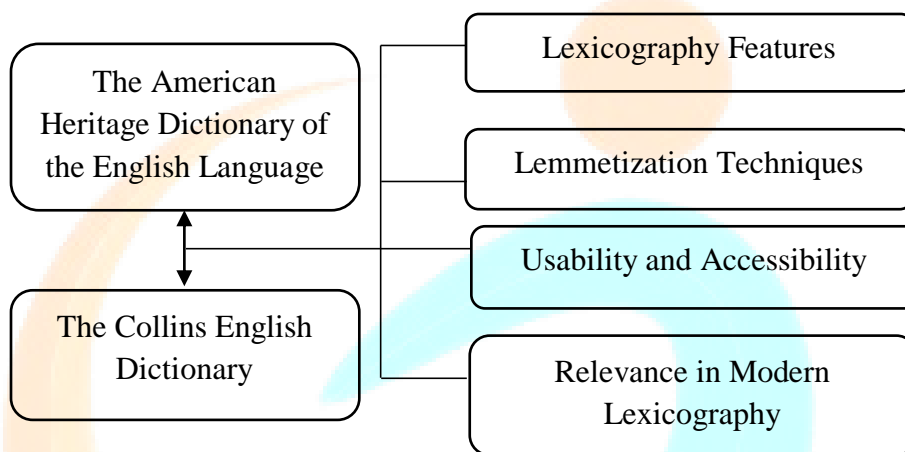 The American
Heritage Dictionary of
the English Language
The Collins English
Dictionary
Lexicography Features
Lemmetization Techniques
Usability and Accessibility
Relevance in Modern
Lexicography